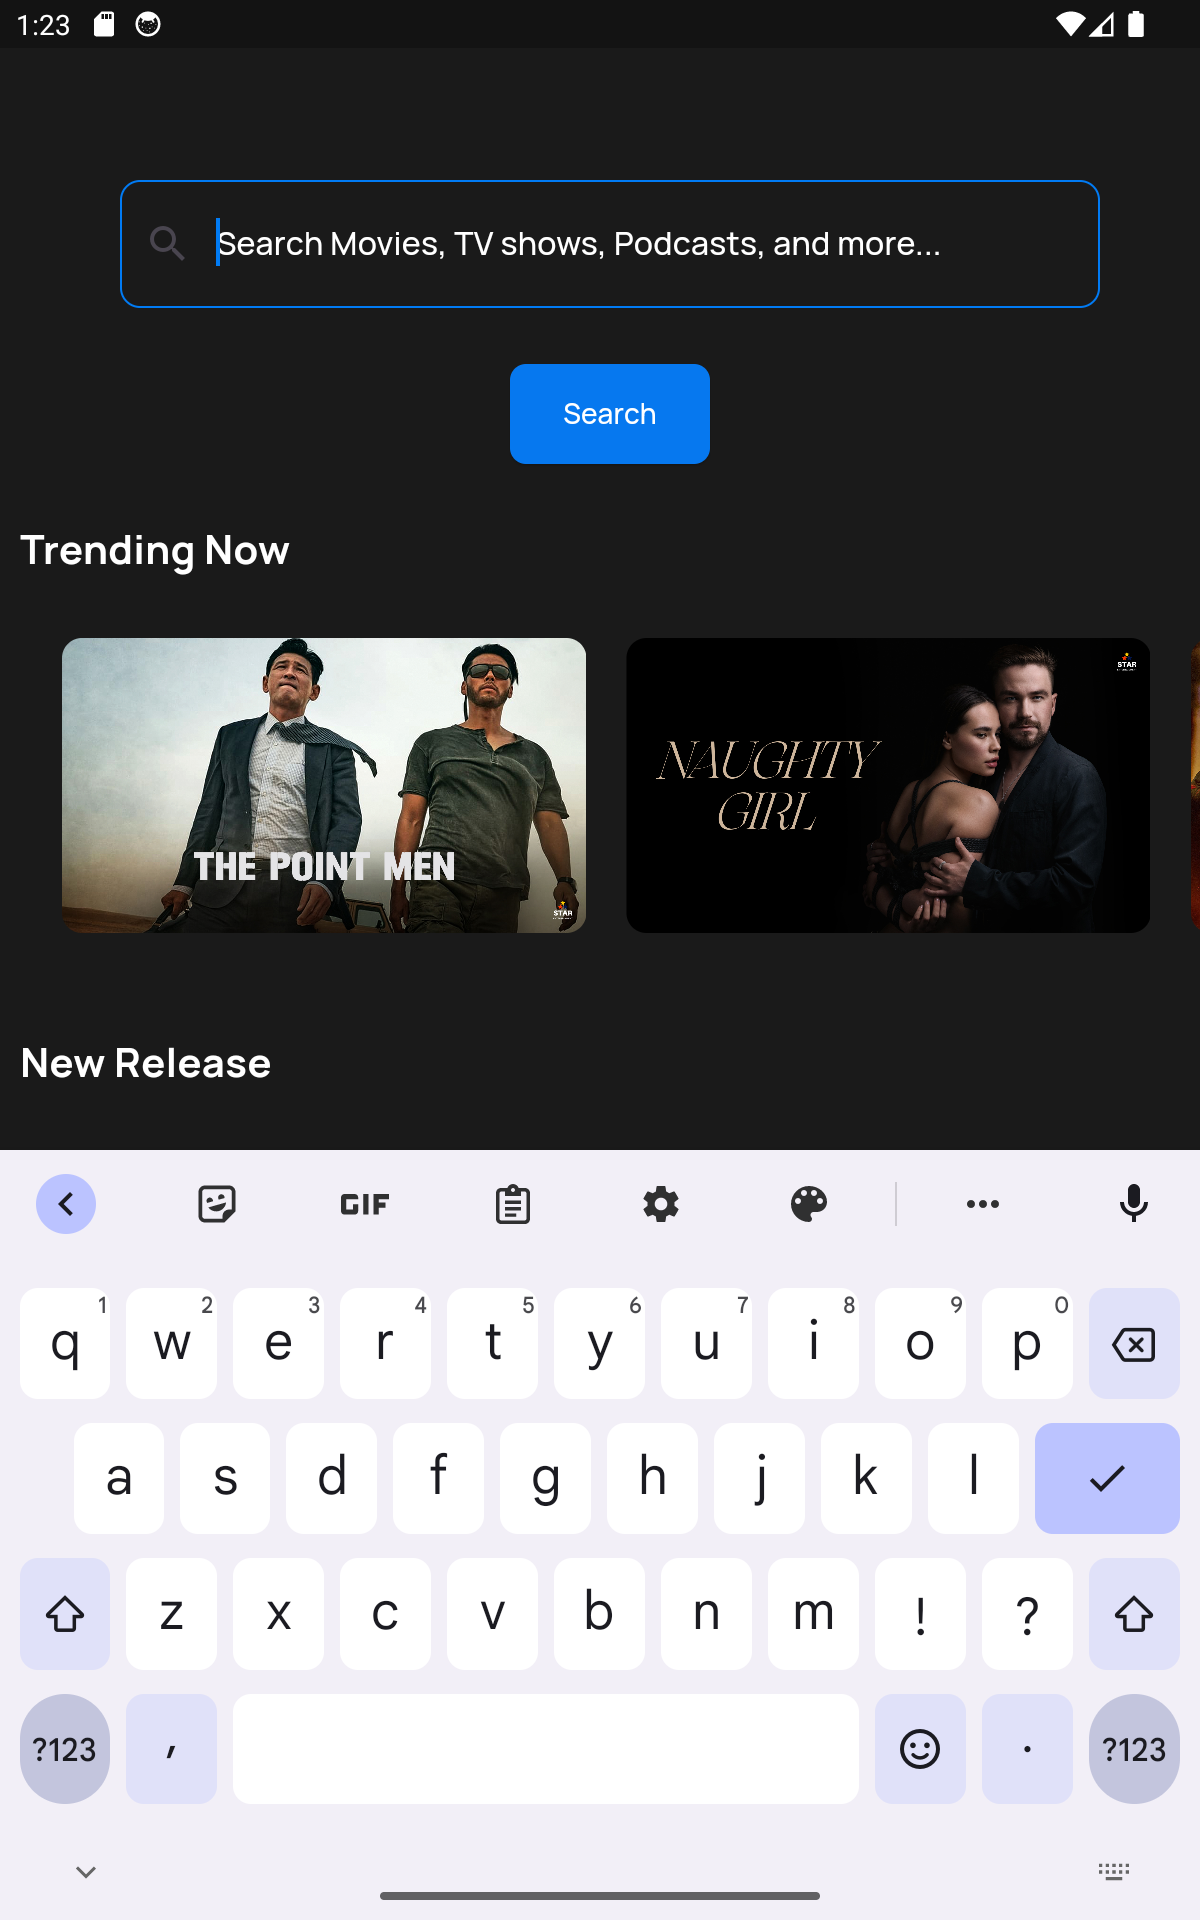 1:23
Search Movies, TV shows, Podcasts, and more...
Search
Trending Now
THE POINT MEN
STAR
NAUGHTY
GIRL
STAR
New Release
GIF
1 2 3 4 5 6 7 8 9 0
q w e r t y u i o p
a s d f g h j k l
z x c v b n m ! ?
?123 , . ?123